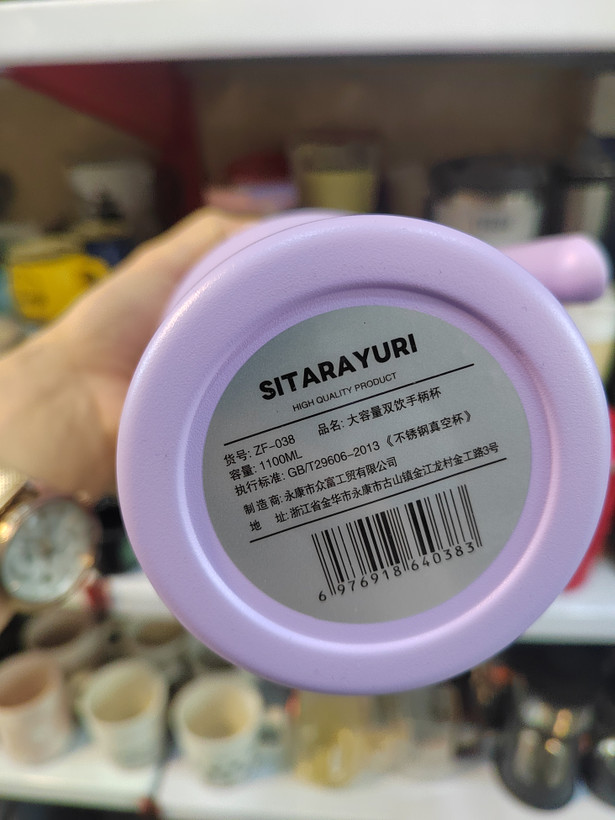 SITARAYURI
HIGH QUALITY PRODUCT
货号: ZF-038 品名: 大容量双饮手柄杯
容量: 1100ML
执行标准: GB/T29606-2013《不锈钢真空杯》
制造商: 永康市众富工贸有限公司
地 址: 浙江省金华市永康市古山镇金江龙村金工路3号
6 976918 640383